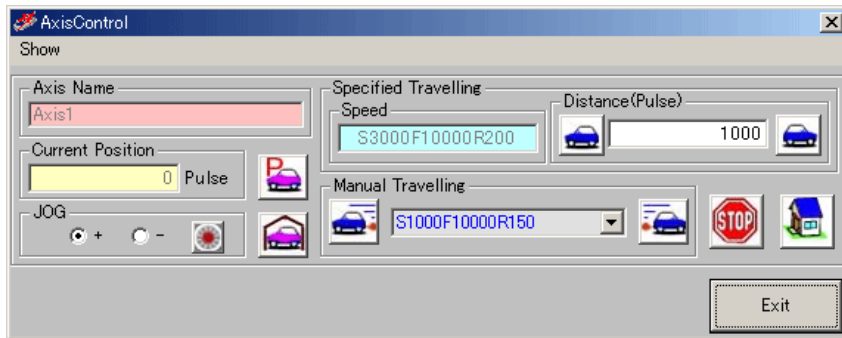 AxisControl
Show
Axis Name
Axis1
Current Position
0 Pulse
P
JOG
+ -
Specified Travelling
Speed
S3000F10000R200
Distance(Pulse)
1000
Manual Travelling
S1000F10000R150
STOP
Exit